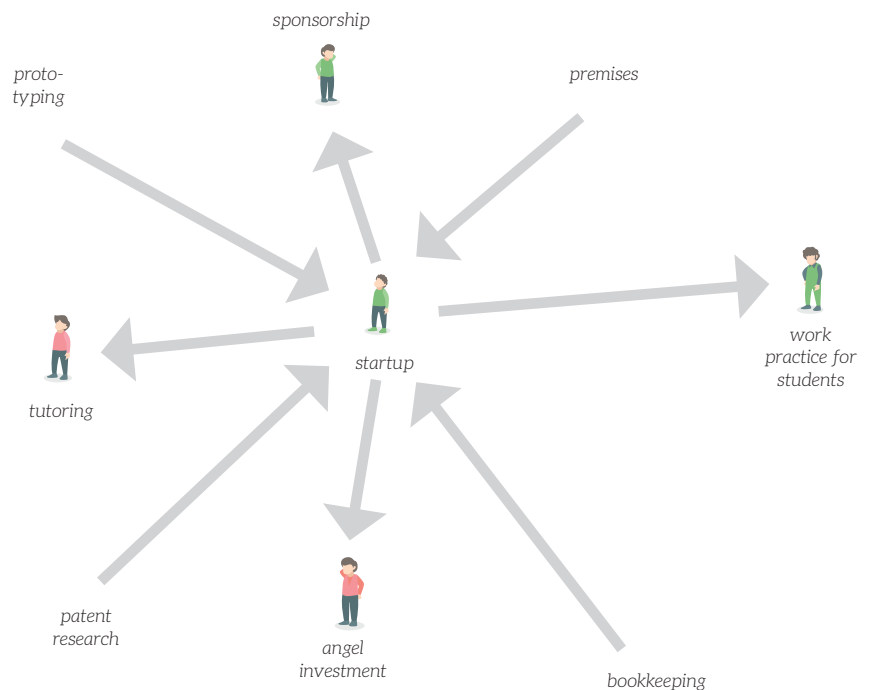 sponsorship
proto-
typing
premises
work
practice for
students
startup
tutoring
patent
research
angel
investment
bookkeeping